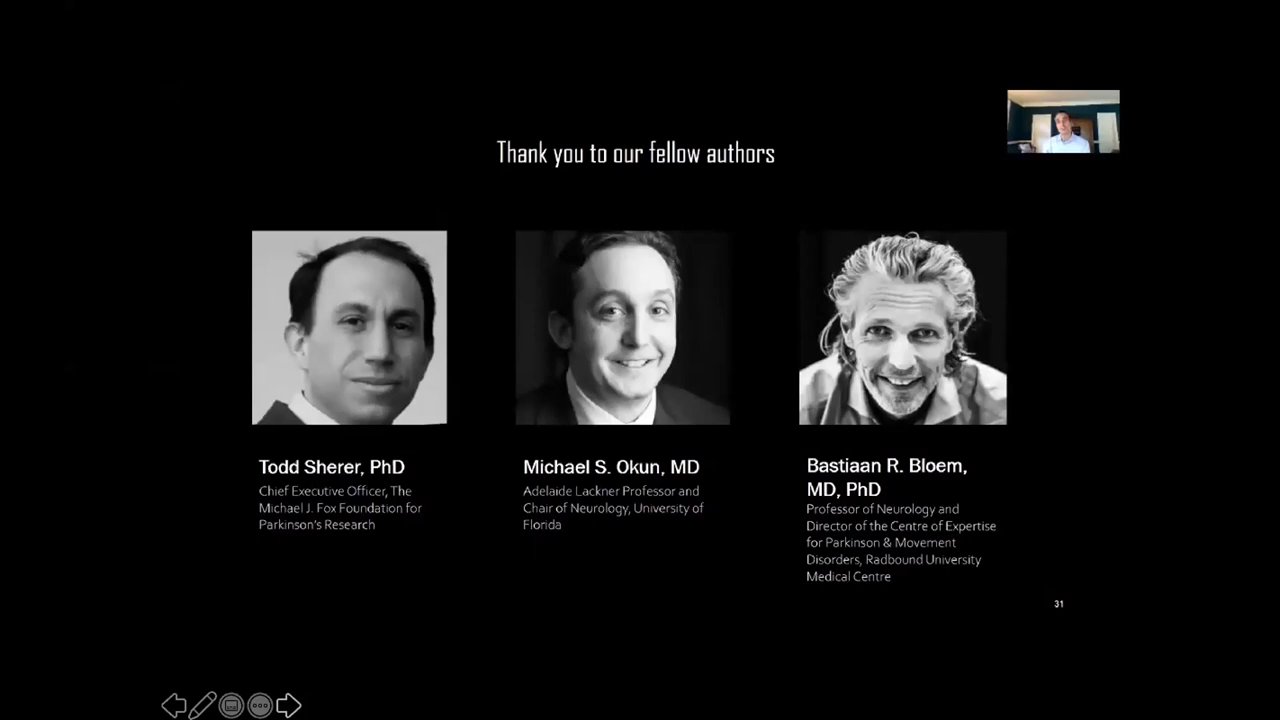 Thank you to our fellow authors
Todd Sherer, PhD
Chief Executive Officer, The
Michael J. Fox Foundation for
Parkinson's Research
Michael S. Okun, MD
Adelaide Lackner Professor and
Chair of Neurology, University of
Florida
Bastiaan R. Bloem,
MD, PhD
Professor of Neurology and
Director of the Centre of Expertise
for Parkinson & Movement
Disorders, Radbound University
Medical Centre
31